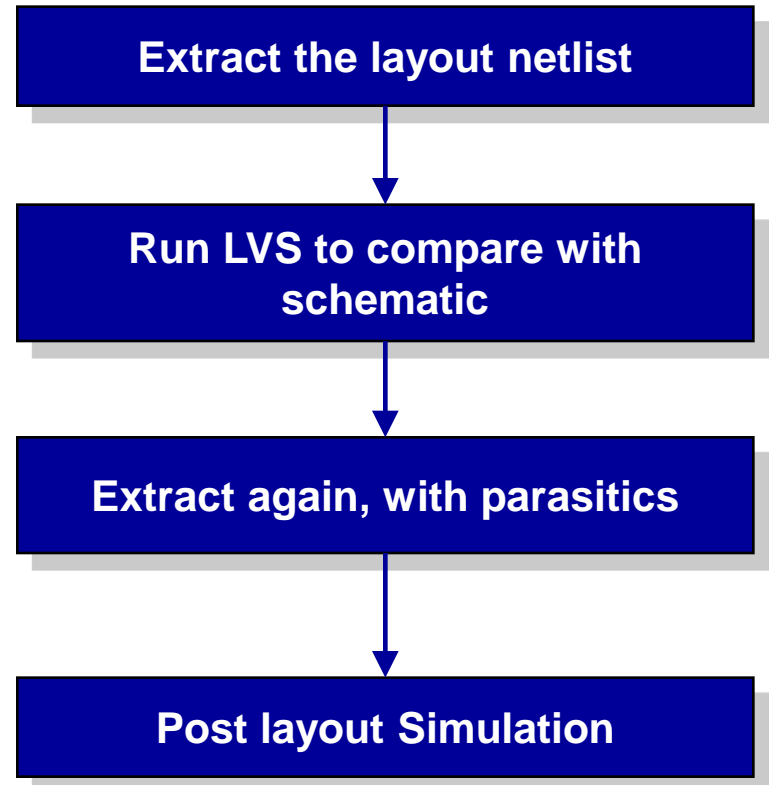 Extract the layout netlist
Run LVS to compare with
schematic
Extract again, with parasitics
Post layout Simulation